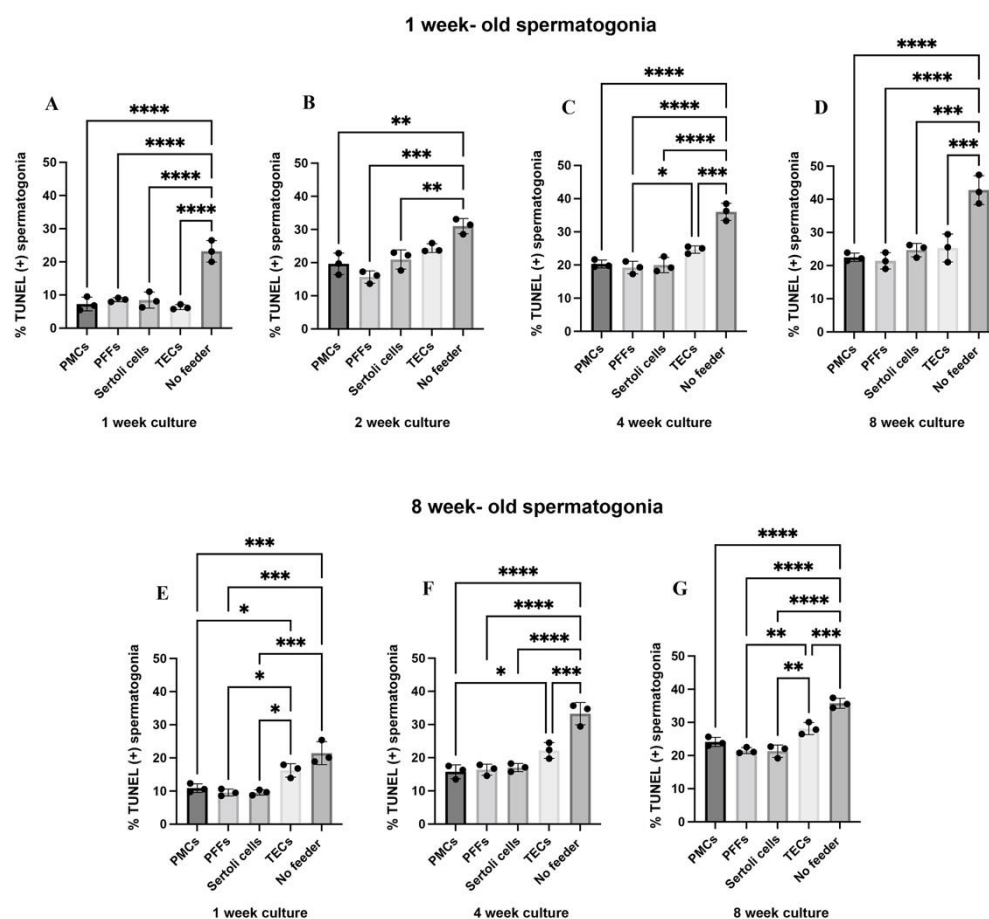 1 week- old spermatogonia
A
****
****
****
****
% TUNEL (+) spermatogonia
50
40
30
20
10
0
PMCs
PFFs
Sertoli cells
TECs
No feeder
1 week culture
B
**
***
**
% TUNEL (+) spermatogonia
50
40
30
20
10
0
PMCs
PFFs
Sertoli cells
TECs
No feeder
2 week culture
C
****
****
****
* ***
% TUNEL (+) spermatogonia
50
40
30
20
10
0
PMCs
PFFs
Sertoli cells
TECs
No feeder
4 week culture
D
****
****
***
***
% TUNEL (+) spermatogonia
50
40
30
20
10
0
PMCs
PFFs
Sertoli cells
TECs
No feeder
8 week culture
8 week- old spermatogonia
E
***
***
*
***
*
*
% TUNEL (+) spermatogonia
50
40
30
20
10
0
PMCs
PFFs
Sertoli cells
TECs
No feeder
1 week culture
F
****
****
****
* ***
% TUNEL (+) spermatogonia
50
40
30
20
10
0
PMCs
PFFs
Sertoli cells
TECs
No feeder
4 week culture
G
****
****
****
** ***
**
% TUNEL (+) spermatogonia
50
40
30
20
10
0
PMCs
PFFs
Sertoli cells
TECs
No feeder
8 week culture